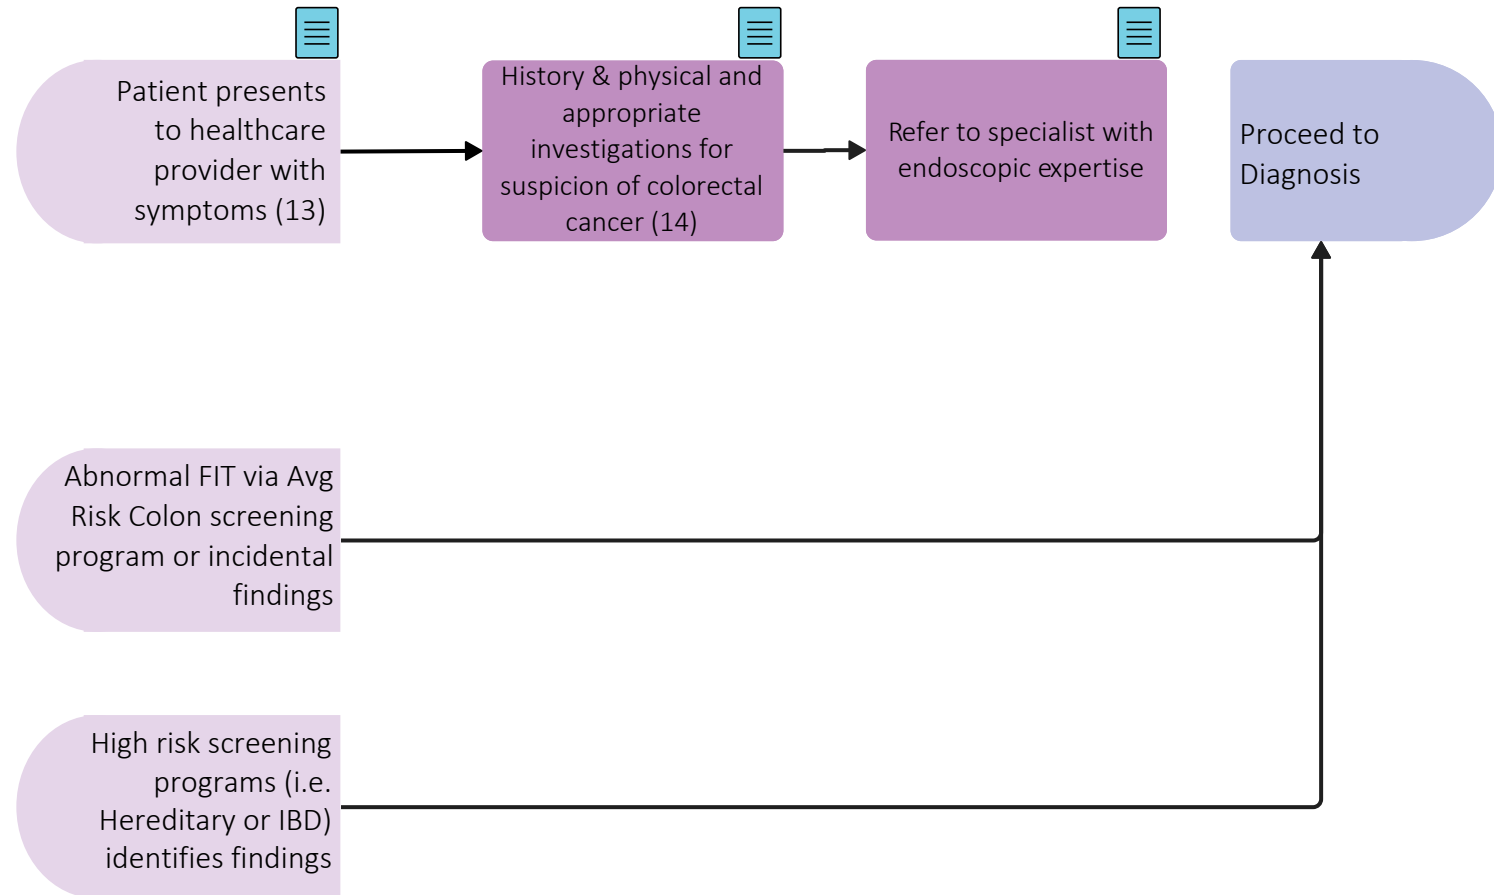 Patient presents
to healthcare
provider with
symptoms (13)
History & physical and
appropriate
investigations for
suspicion of colorectal
cancer (14)
Refer to specialist with
endoscopic expertise
Proceed to
Diagnosis
Abnormal FIT via Avg
Risk Colon screening
program or incidental
findings
High risk screening
programs (i.e.
Hereditary or IBD)
identifies findings